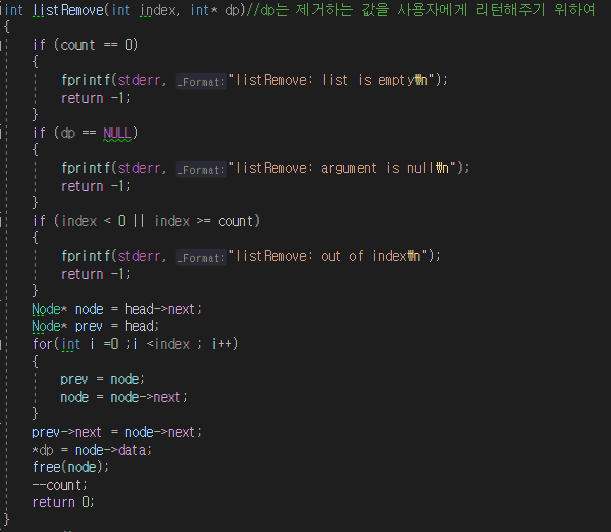 int listRemove(int index, int* dp)//dp는 제거하는 값을 사용자에게 리턴해주기 위하여
{
if (count == 0)
{
fprintf(stderr, _Format: "listRemove: list is empty₩n");
return -1;
}
if (dp == NULL)
{
fprintf(stderr, _Format: "listRemove: argument is null₩n");
return -1;
}
if (index < 0 || index >= count)
{
fprintf(stderr, _Format: "listRemove: out of index₩n");
return -1;
}
Node* node = head->next;
Node* prev = head;
for(int i =0 ;i <index ; i++)
{
prev = node;
node = node->next;
}
prev->next = node->next;
*dp = node->data;
free(node);
--count;
return 0;
}